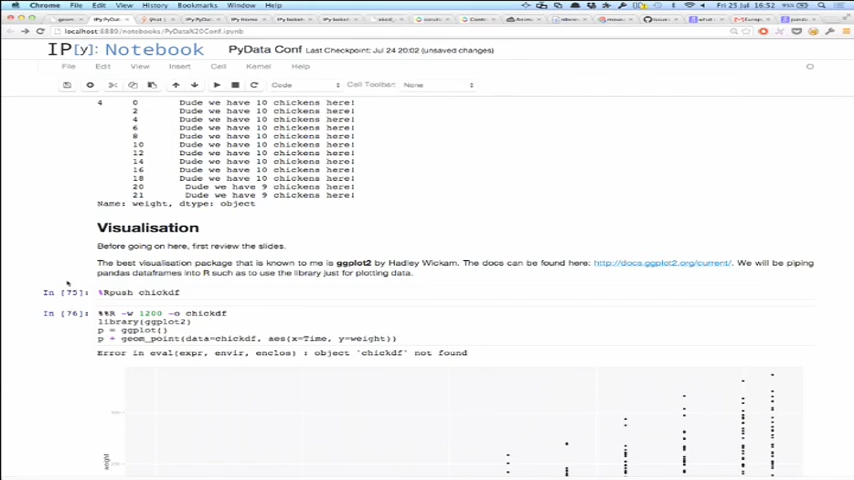 Chrome File Edit View History Bookmarks Window Help
Fri 25 Jul 16:52
localhost:8889/notebooks/PyData%20Conf.ipynb
IP[y]: Notebook PyData Conf Last Checkpoint: Jul 24 20:02 (unsaved changes)
File Edit View Insert Cell Kernel Help
Code Cell Toolbar: None
4 0 Dude we have 10 chickens here!
2 Dude we have 10 chickens here!
4 Dude we have 10 chickens here!
6 Dude we have 10 chickens here!
8 Dude we have 10 chickens here!
10 Dude we have 10 chickens here!
12 Dude we have 10 chickens here!
14 Dude we have 10 chickens here!
16 Dude we have 10 chickens here!
18 Dude we have 10 chickens here!
20 Dude we have 9 chickens here!
21 Dude we have 9 chickens here!
Name: weight, dtype: object
Visualisation
Before going on here, first review the slides.
The best visualisation package that is known to me is ggplot2 by Hadley Wickam. The docs can be found here: http://docs.ggplot2.org/current/. We will be piping
pandas dataframes into R such as to use the library just for plotting data.
In [75]: %Rpush chickdf
In [76]: %%R -w 1200 -o chickdf
library(ggplot2)
p = ggplot()
p + geom_point(data=chickdf, aes(x=Time, y=weight))
Error in eval(expr, envir, enclos) : object 'chickdf' not found
weight